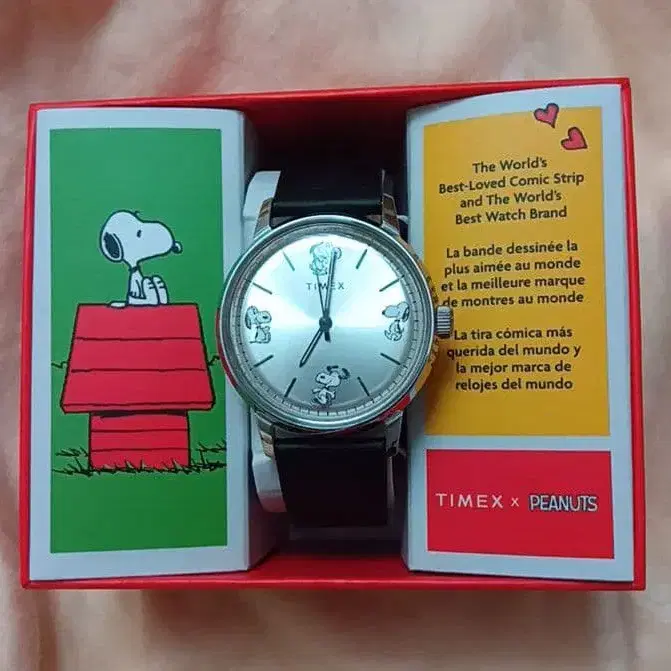 TIMEX
The World's
Best-Loved Comic Strip
and The World's
Best Watch Brand
La bande dessinée la
plus aimée au monde
et la meilleure marque
de montres au monde
La tira cómica más
querida del mundo y
la mejor marca de
relojes del mundo
TIMEX x PEANUTS